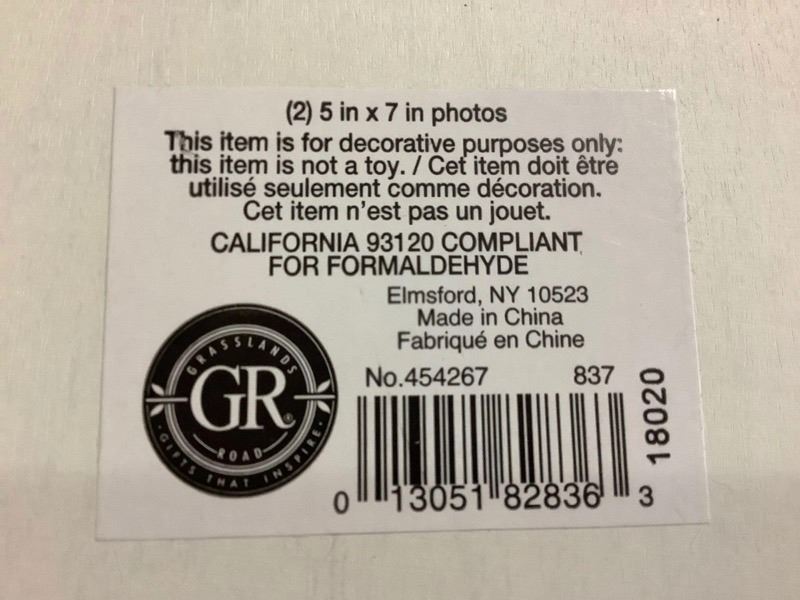 (2) 5 in x 7 in photos
This item is for decorative purposes only:
this item is not a toy. / Cet item doit être
utilisé seulement comme décoration.
Cet item n'est pas un jouet.
CALIFORNIA 93120 COMPLIANT
FOR FORMALDEHYDE
Elmsford, NY 10523
Made in China
Fabriqué en Chine
GRASSLANDS
GR®
ROAD
· GIFTS THAT INSPIRE ·
No.454267 837
18020
0 13051 82836 3